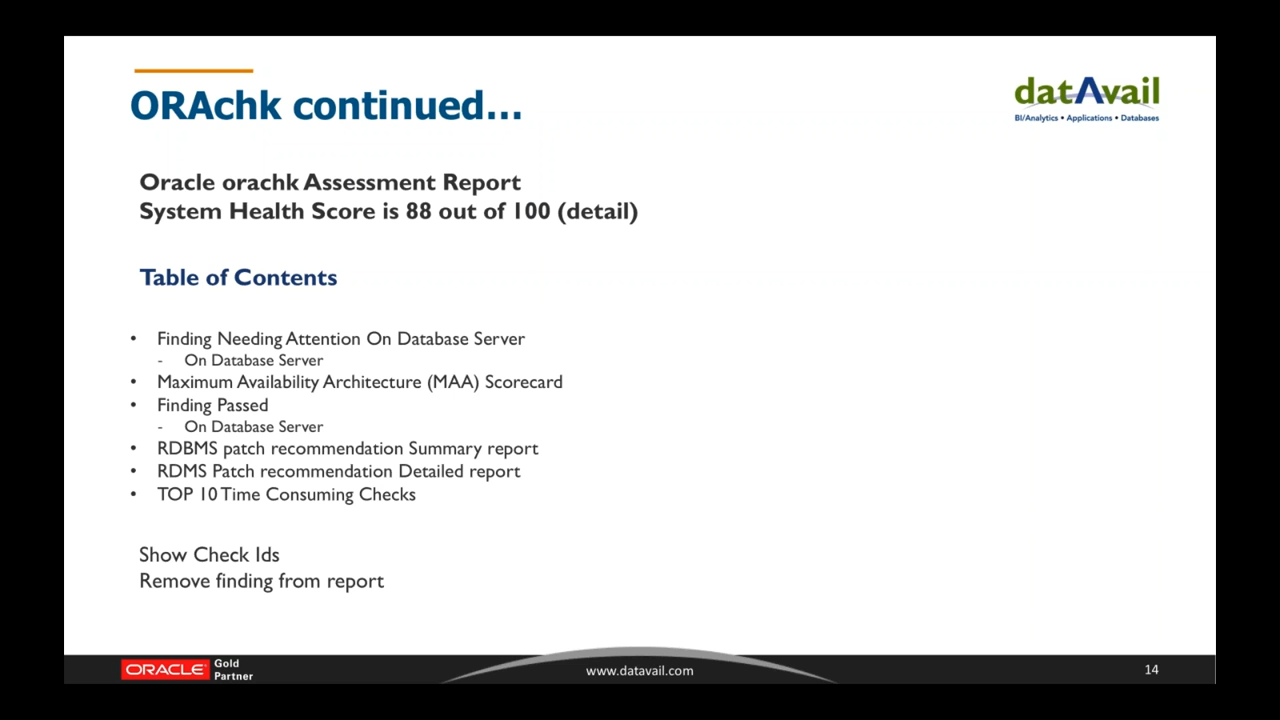 ORAchk continued...
datAvail
BI/Analytics • Applications • Databases
Oracle orachk Assessment Report
System Health Score is 88 out of 100 (detail)
Table of Contents
• Finding Needing Attention On Database Server
- On Database Server
• Maximum Availability Architecture (MAA) Scorecard
• Finding Passed
- On Database Server
• RDBMS patch recommendation Summary report
• RDMS Patch recommendation Detailed report
• TOP 10 Time Consuming Checks
Show Check Ids
Remove finding from report
ORACLE Gold
Partner
www.datavail.com
14